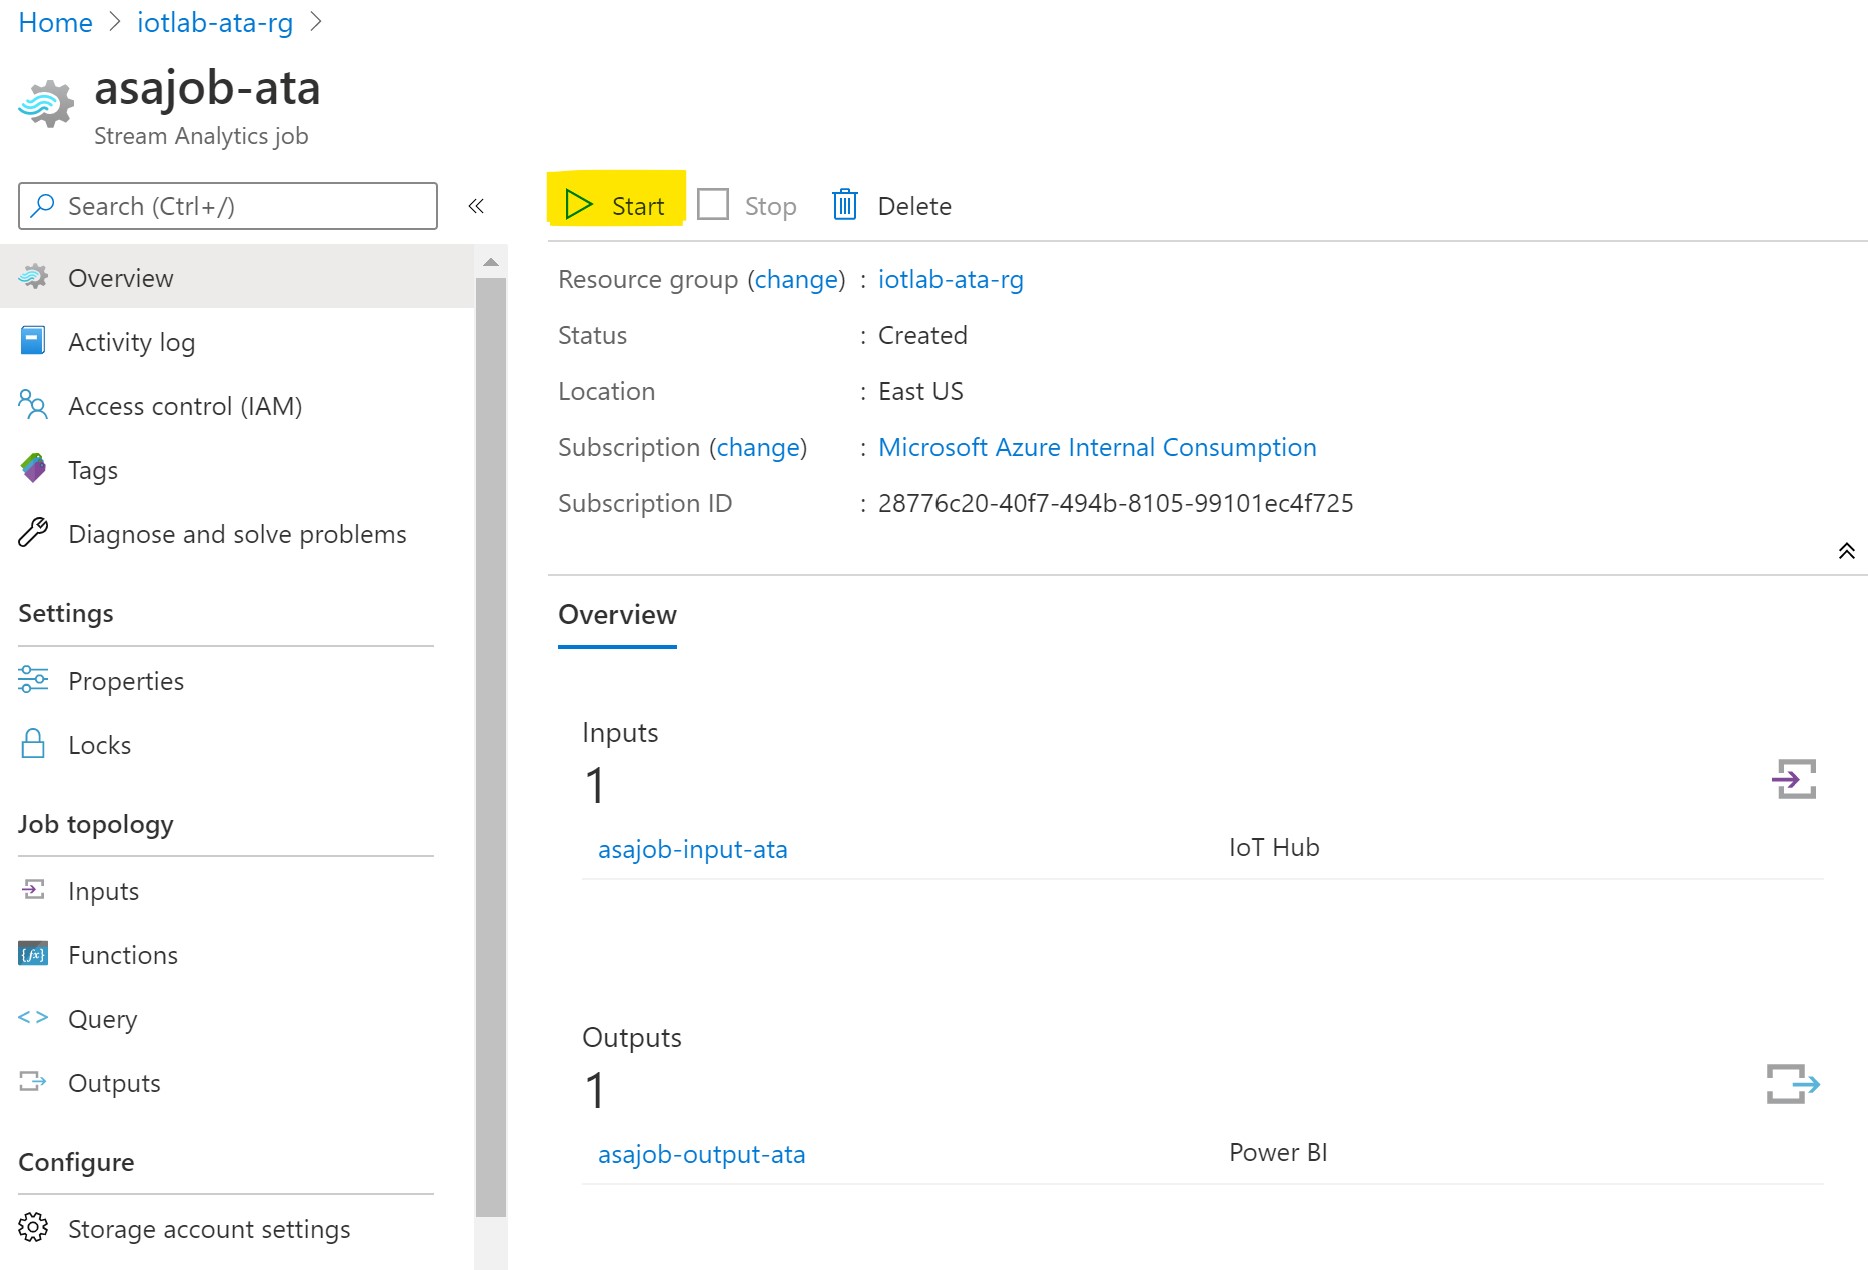 Home > iotlab-ata-rg >
asajob-ata
Stream Analytics job
Search (Ctrl+/)
«
Overview
Activity log
Access control (IAM)
Tags
Diagnose and solve problems
Settings
Properties
Locks
Job topology
Inputs
Functions
Query
Outputs
Configure
Storage account settings
Start Stop Delete
Resource group (change) : iotlab-ata-rg
Status : Created
Location : East US
Subscription (change) : Microsoft Azure Internal Consumption
Subscription ID : 28776c20-40f7-494b-8105-99101ec4f725
Overview
Inputs
1
asajob-input-ata IoT Hub
Outputs
1
asajob-output-ata Power BI